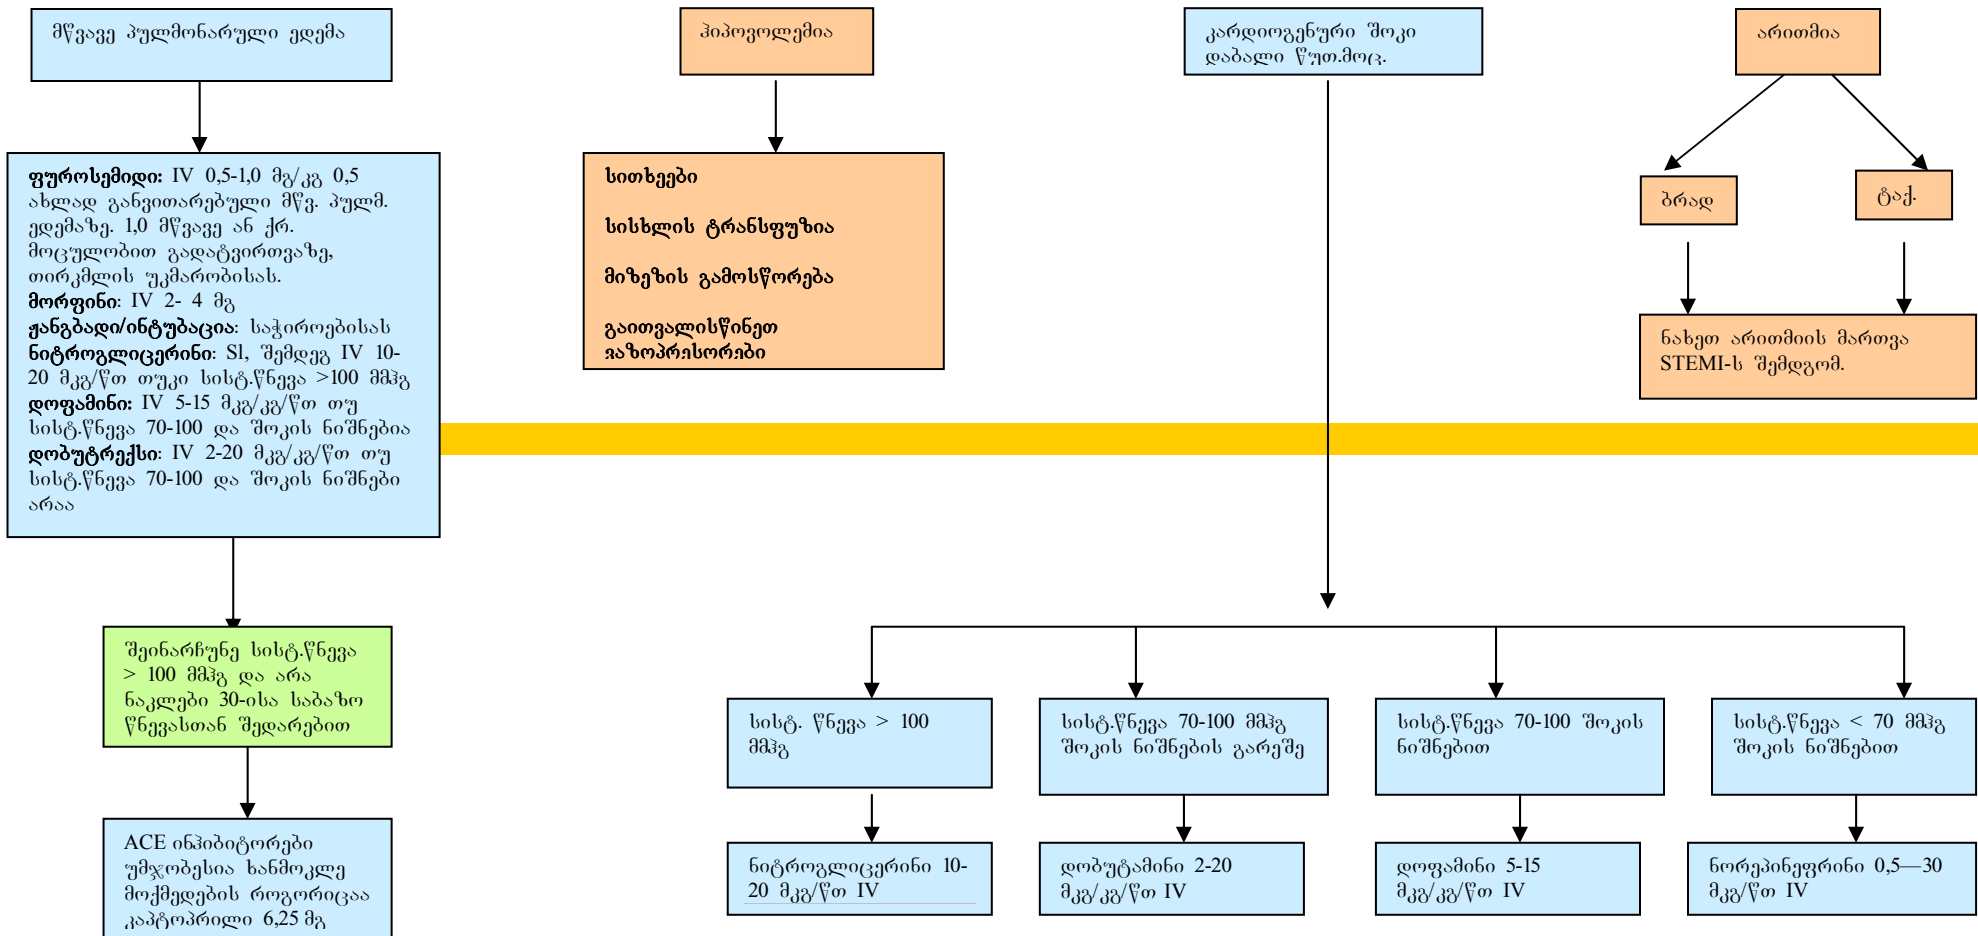 მწვავე პულმონარული ედემა
ჰიპოვოლემია
კარდიოგენური შოკი
დაბალი წუთ.მოც.
არითმია
ფუროსემიდი: IV 0,5-1,0 მგ/კგ 0,5
ახლად განვითარებული მწვ. პულმ.
ედემაზე. 1,0 მწვავე ან ქრ.
მოცულობით გადატვირთვაზე,
თირკმლის უკმარობისას.
მორფინი: IV 2- 4 მგ
ჟანგბადი/ინტუბაცია: საჭიროებისას
ნიტროგლიცერინი: Sl, შემდეგ IV 10-
20 მკგ/წთ თუკი სისტ.წნევა >100 მმჰგ
დოფამინი: IV 5-15 მკგ/კგ/წთ თუ
სისტ.წნევა 70-100 და შოკის ნიშნებია
დობუტრექსი: IV 2-20 მკგ/კგ/წთ თუ
სისტ.წნევა 70-100 და შოკის ნიშნები
არაა
სითხეები
სისხლის ტრანსფუზია
მიზეზის გამოსწორება
გაითვალისწინეთ
ვაზოპრესორები
ბრად
ტაქ.
ნახეთ არითმიის მართვა
STEMI-ს შემდგომ.
შეინარჩუნე სისტ.წნევა
> 100 მმჰგ და არა
ნაკლები 30-ისა საბაზო
წნევასთან შედარებით
სისტ. წნევა > 100
მმჰგ
სისტ.წნევა 70-100 მმჰგ
შოკის ნიშნების გარეშე
სისტ.წნევა 70-100 შოკის
ნიშნებით
სისტ.წნევა < 70 მმჰგ
შოკის ნიშნებით
ACE ინჰიბიტორები
უმჯობესია ხანმოკლე
მოქმედების როგორიცაა
კაპტოპრილი 6,25 მგ
ნიტროგლიცერინი 10-
20 მკგ/წთ IV
დობუტამინი 2-20
მკგ/კგ/წთ IV
დოფამინი 5-15
მკგ/კგ/წთ IV
ნორეპინეფრინი 0,5—30
მკგ/წთ IV